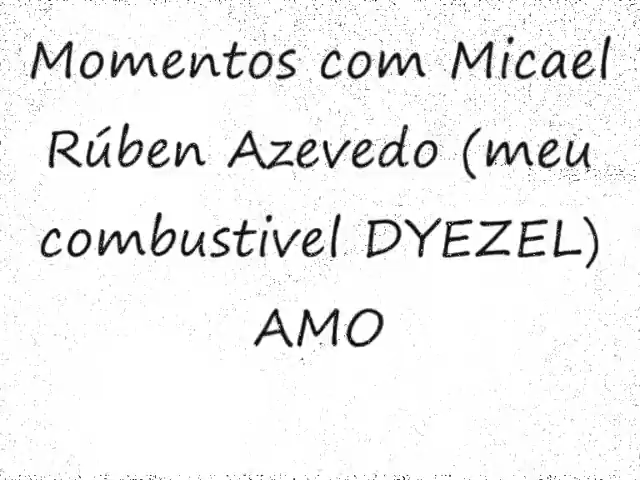 Momentos com Micael
Rúben Azevedo (meu
combustivel DYEZEL)
AMO